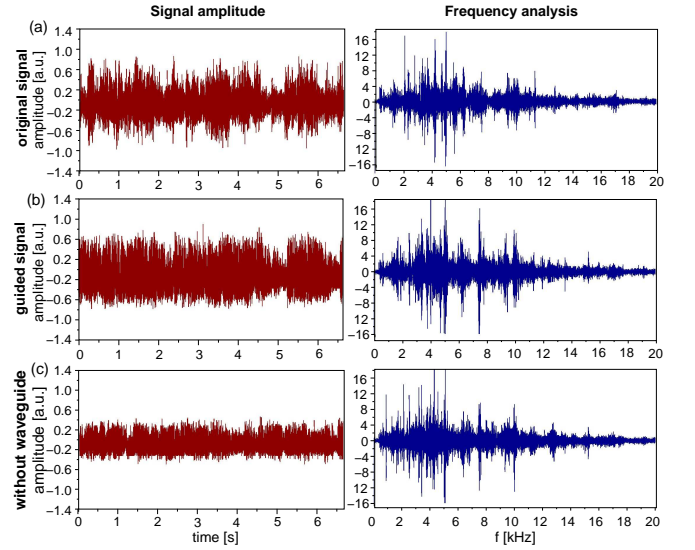 Signal amplitude
Frequency analysis
(a)
original signal
amplitude [a.u.]
1.4
1.0
0.6
0.2
−0.2
−0.6
−1.0
−1.4
0 1 2 3 4 5 6
16
12
8
4
0
−4
−8
−12
−16
0 2 4 6 8 10 12 14 16 18 20
(b)
guided signal
amplitude [a.u.]
1.4
1.0
0.6
0.2
−0.2
−0.6
−1.0
−1.4
0 1 2 3 4 5 6
16
12
8
4
0
−4
−8
−12
−16
0 2 4 6 8 10 12 14 16 18 20
(c)
without waveguide
amplitude [a.u.]
1.4
1.0
0.6
0.2
−0.2
−0.5
−1.0
−1.4
0 1 2 3 4 5 6
time [s]
16
12
8
4
0
−4
−8
−12
−16
0 2 4 6 8 10 12 14 16 18 20
f [kHz]